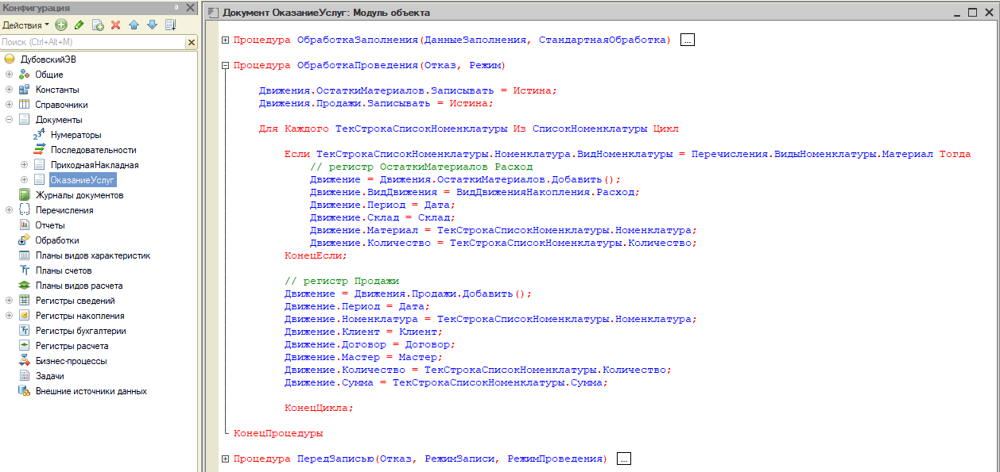 Конфигурация
Действия
Поиск (Ctrl+Alt+M)
ДубовскийЭВ
Общие
Константы
Справочники
Документы
Нумераторы
Последовательности
ПриходнаяНакладная
ОказаниеУслуг
Журналы документов
Перечисления
Отчеты
Обработки
Планы видов характеристик
Планы счетов
Планы видов расчета
Регистры сведений
Регистры накопления
Регистры бухгалтерии
Регистры расчета
Бизнес-процессы
Задачи
Внешние источники данных
Документ ОказаниеУслуг: Модуль объекта
Процедура ОбработкаЗаполнения(ДанныеЗаполнения, СтандартнаяОбработка) ...
Процедура ОбработкаПроведения(Отказ, Режим)
Движения.ОстаткиМатериалов.Записывать = Истина;
Движения.Продажи.Записывать = Истина;
Для Каждого ТекСтрокаСписокНоменклатуры Из СписокНоменклатуры Цикл
Если ТекСтрокаСписокНоменклатуры.Номенклатура.ВидНоменклатуры = Перечисления.ВидыНоменклатуры.Материал Тогда
// регистр ОстаткиМатериалов Расход
Движение = Движения.ОстаткиМатериалов.Добавить();
Движение.ВидДвижения = ВидДвиженияНакопления.Расход;
Движение.Период = Дата;
Движение.Склад = Склад;
Движение.Материал = ТекСтрокаСписокНоменклатуры.Номенклатура;
Движение.Количество = ТекСтрокаСписокНоменклатуры.Количество;
КонецЕсли;
// регистр Продажи
Движение = Движения.Продажи.Добавить();
Движение.Период = Дата;
Движение.Номенклатура = ТекСтрокаСписокНоменклатуры.Номенклатура;
Движение.Клиент = Клиент;
Движение.Договор = Договор;
Движение.Мастер = Мастер;
Движение.Количество = ТекСтрокаСписокНоменклатуры.Количество;
Движение.Сумма = ТекСтрокаСписокНоменклатуры.Сумма;
КонецЦикла;
КонецПроцедуры
Процедура ПередЗаписью(Отказ, РежимЗаписи, РежимПроведения) ...